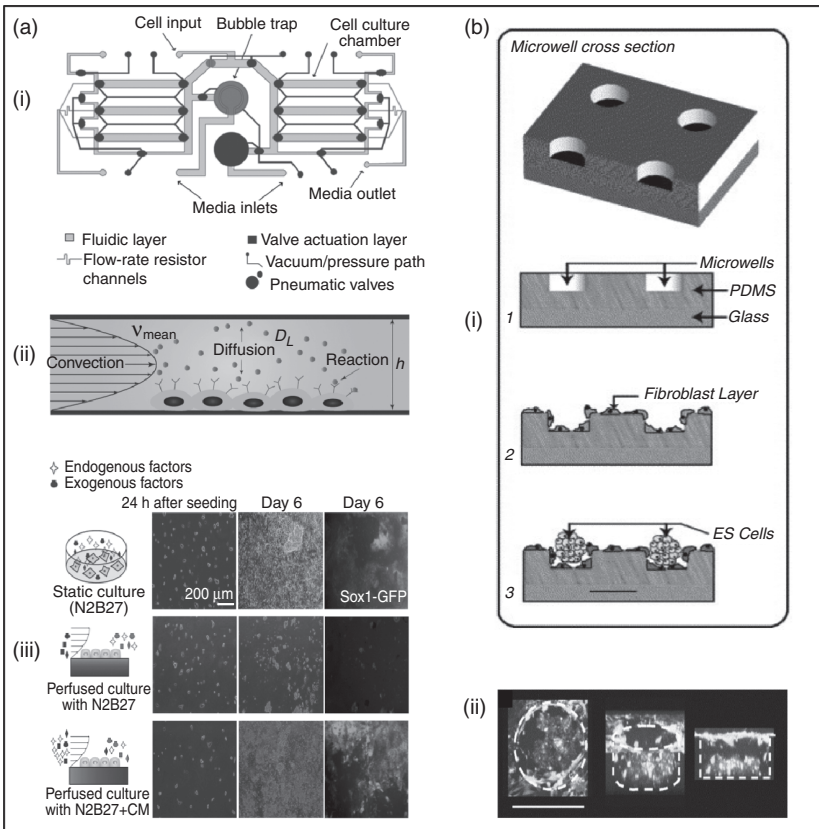 (a)
Cell input
Bubble trap
Cell culture
chamber
(i)
Media inlets
Media outlet
Fluidic layer
Flow-rate resistor
channels
Valve actuation layer
Vacuum/pressure path
Pneumatic valves
(ii)
νmean
DL
Diffusion
Convection
Reaction
h
Endogenous factors
Exogenous factors
24 h after seeding
Day 6
Day 6
200 μm
Sox1-GFP
Static culture
(N2B27)
(iii)
Perfused culture
with N2B27
Perfused culture
with N2B27+CM
(b)
Microwell cross section
(i)
Microwells
PDMS
Glass
1
Fibroblast Layer
2
ES Cells
3
(ii)